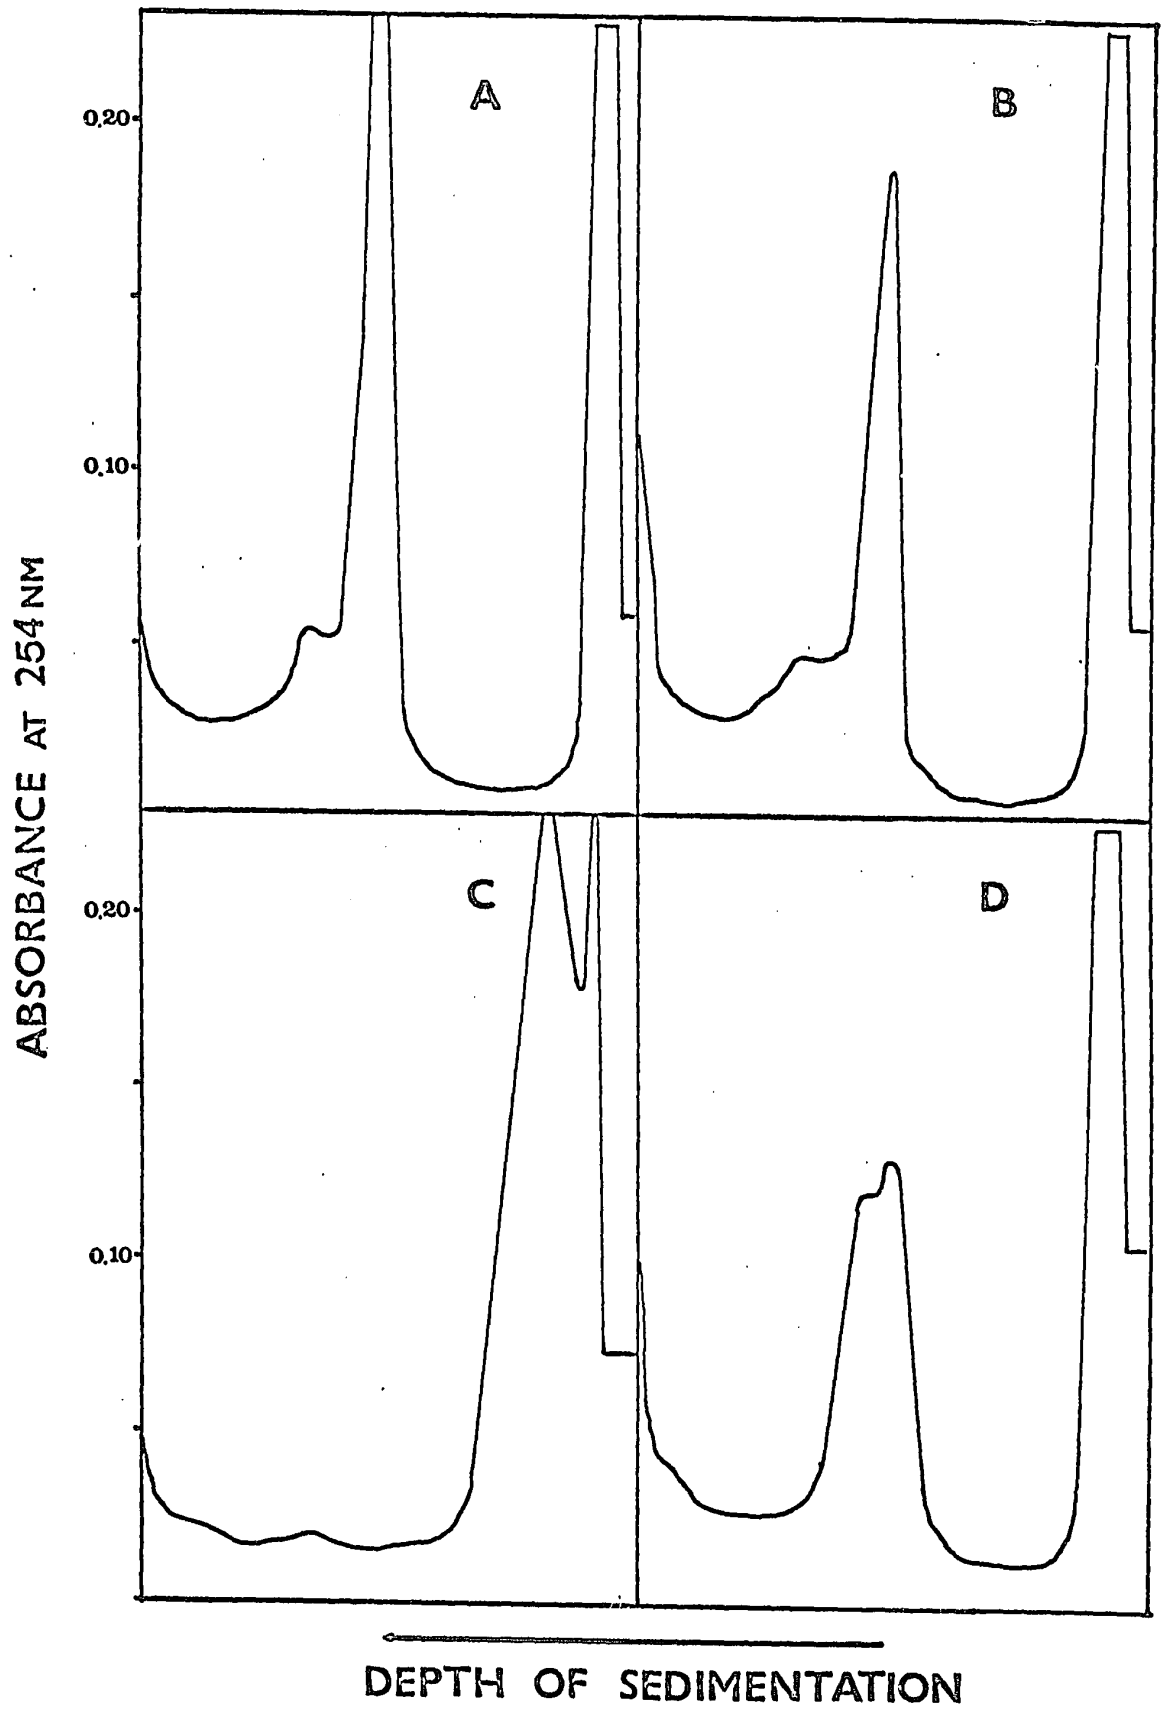 A
B
0.20
0.10
C
D
0.20
0.10
ABSORBANCE AT 254 NM
DEPTH OF SEDIMENTATION